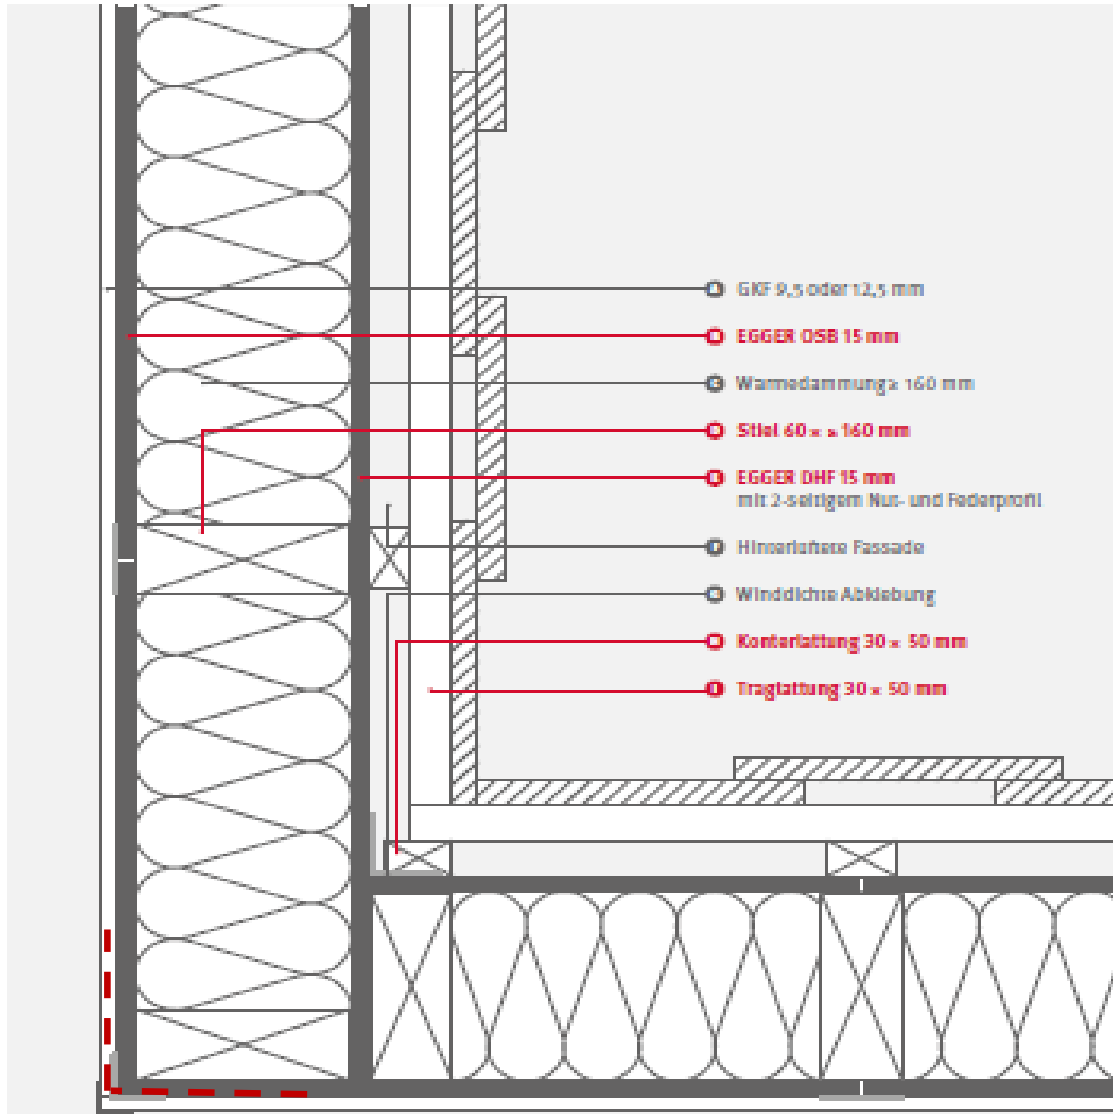 GKF 9,5 oder 12,5 mm
EGGER OSB 15 mm
Wärmedämmung ≥ 160 mm
Stiel 60 × ≥ 160 mm
EGGER DHF 15 mm
mit 2-seitigem Nut- und Federprofil
Hinterlüftete Fassade
Winddichte Abklebung
Konterlattung 30 × 50 mm
Traglattung 30 × 50 mm